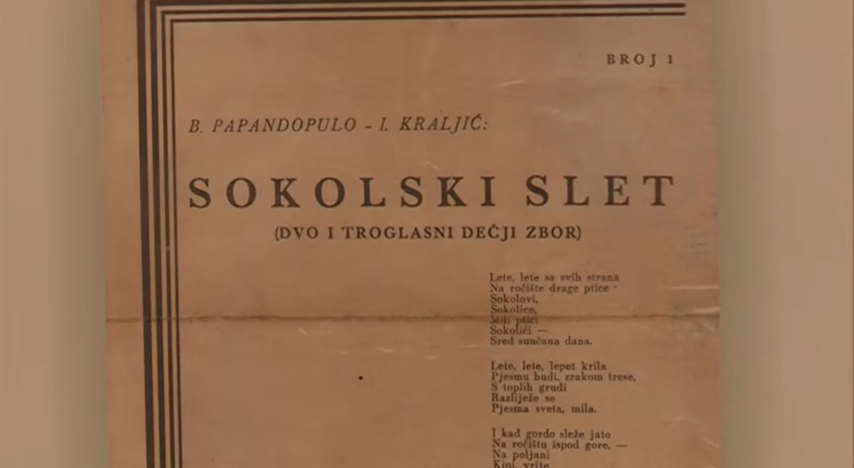 BROJ 1
B. PAPANDOPULO - I. KRALJIĆ:
SOKOLSKI SLET
(DVO I TROGLASNI DEČJI ZBOR)
Lete, lete sa svih strana
Na ročište drage ptice
Sokolovi,
Sokolice,
Mili ptići
Sokolići —
Sred sunčana dana.
Lete, lete, lepet krila
Pjesmu budi, zrakom trese,
S toplih grudi
Razliježe se
Pjesma sveta, mila.
I kad gordo sleže jato
Na ročištu ispod gore, —
Na poljani
Kipi, vrite